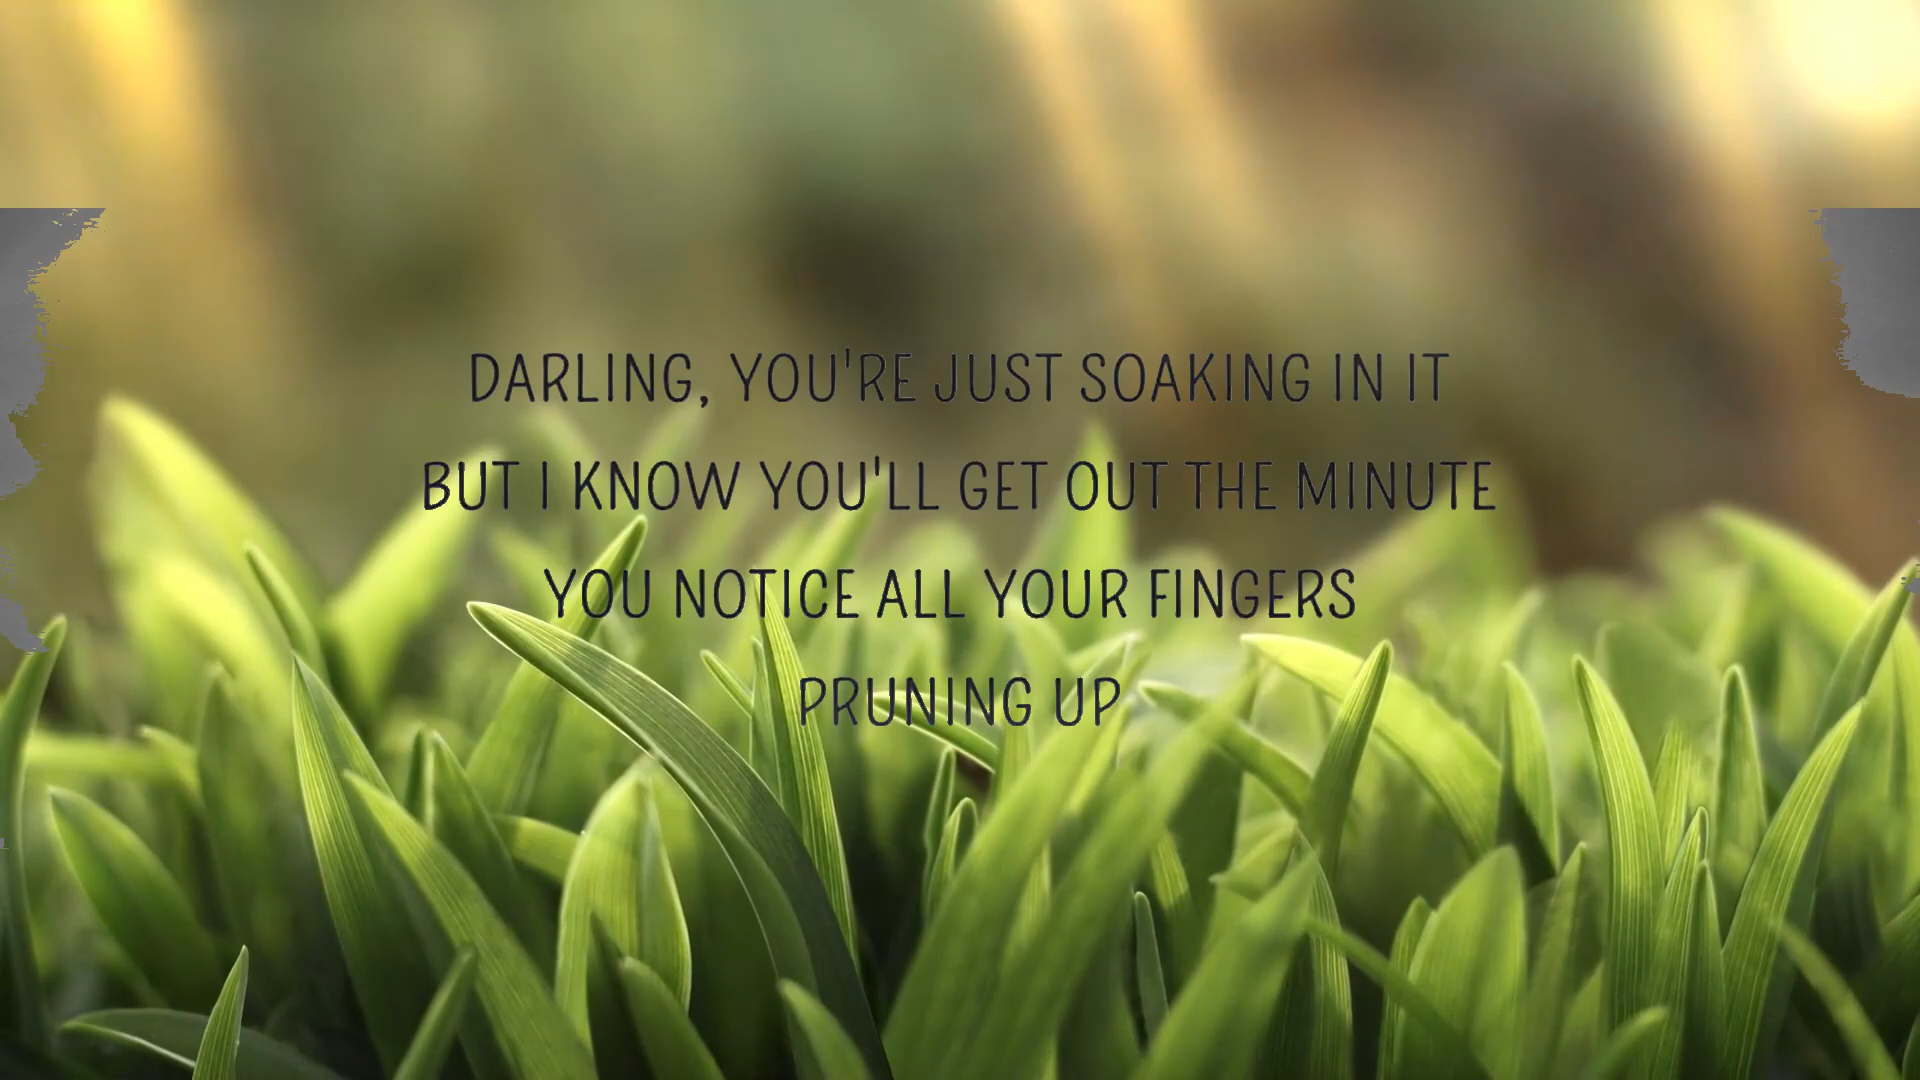 DARLING, YOU'RE JUST SOAKING IN IT
BUT I KNOW YOU'LL GET OUT THE MINUTE
YOU NOTICE ALL YOUR FINGERS
PRUNING UP